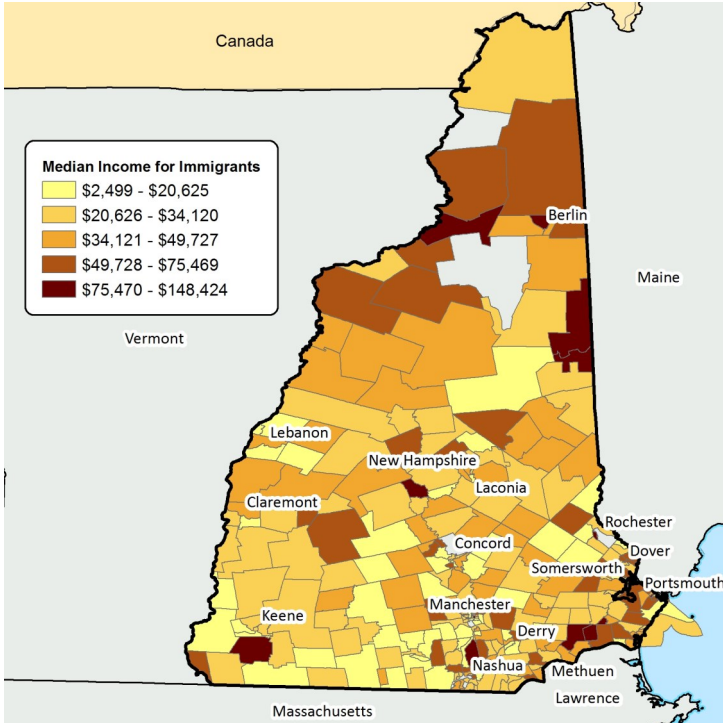 Canada
Median Income for Immigrants
$2,499 - $20,625
$20,626 - $34,120
$34,121 - $49,727
$49,728 - $75,469
$75,470 - $148,424
Berlin
Maine
Vermont
Lebanon
New Hampshire
Laconia
Claremont
Rochester
Concord
Dover
Somersworth
Portsmouth
Keene
Manchester
Derry
Nashua
Methuen
Lawrence
Massachusetts